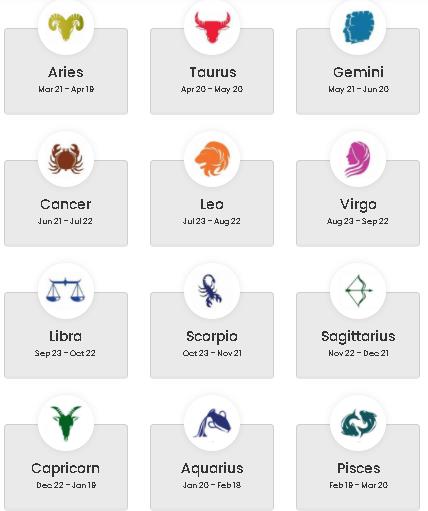 Aries
Mar 21 - Apr 19
Taurus
Apr 20 - May 20
Gemini
May 21 - Jun 20
Cancer
Jun 21 - Jul 22
Leo
Jul 23 - Aug 22
Virgo
Aug 23 - Sep 22
Libra
Sep 23 - Oct 22
Scorpio
Oct 23 - Nov 21
Sagittarius
Nov 22 - Dec 21
Capricorn
Dec 22 - Jan 19
Aquarius
Jan 20 - Feb 18
Pisces
Feb 19 - Mar 20